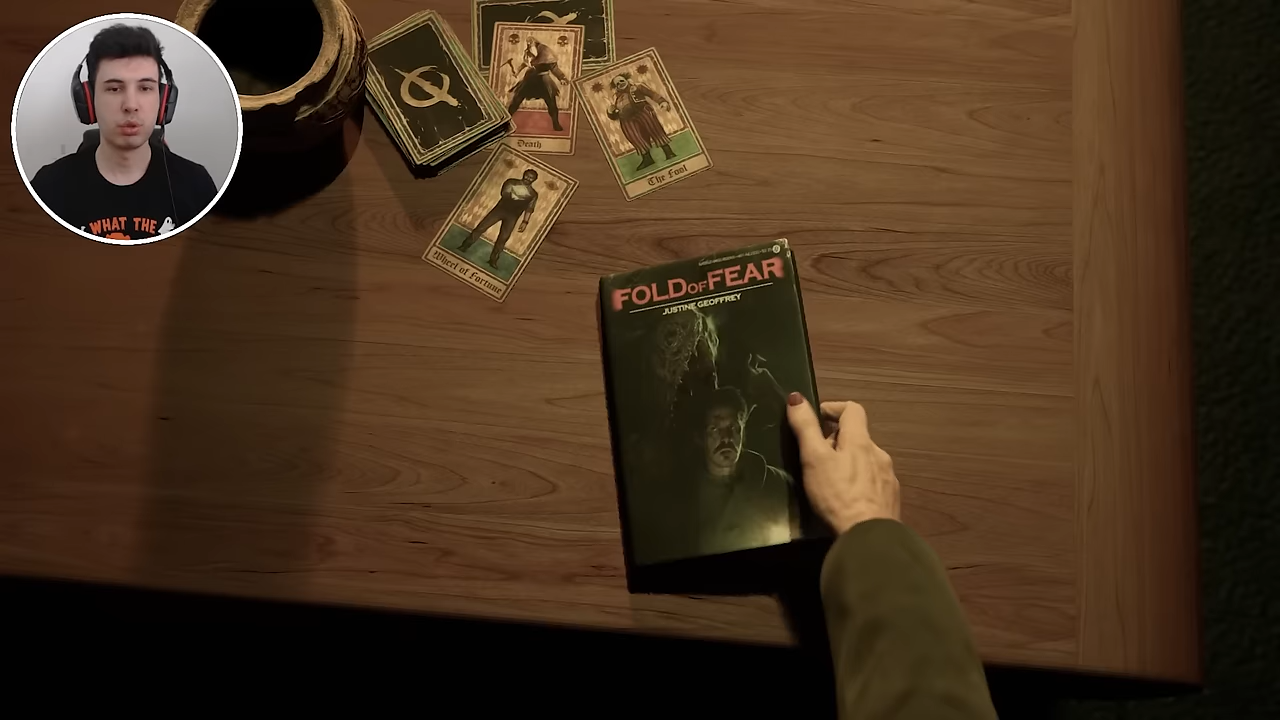 WHAT THE
Death
The Fool
Wheel of Fortune
FOLD OF FEAR
JUSTINE GEOFFREY